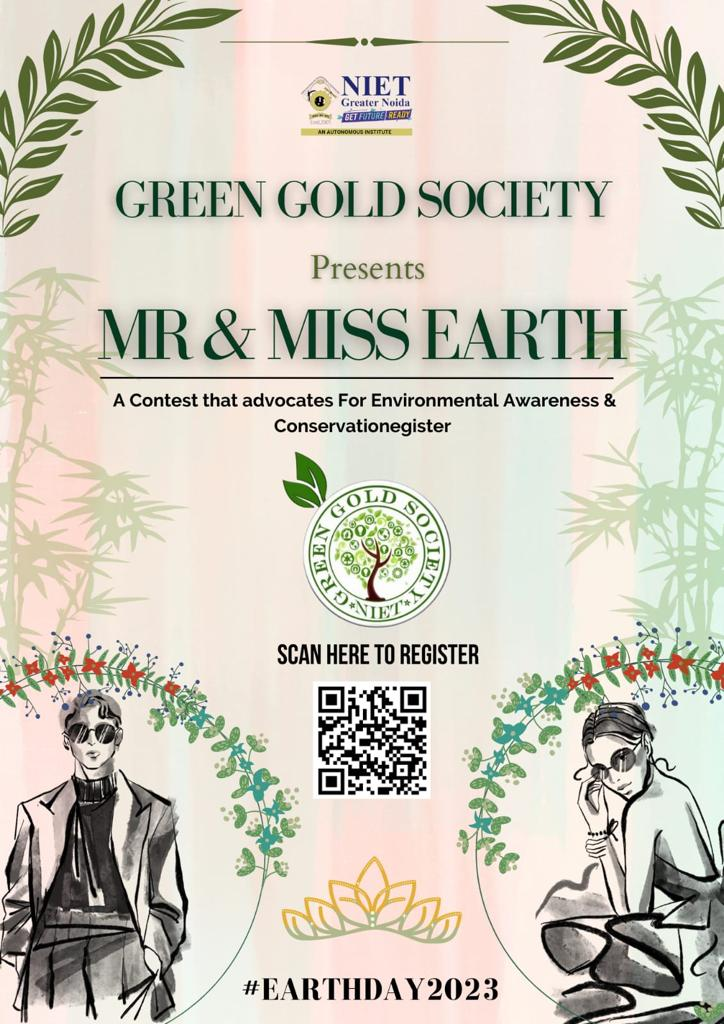 NIET
Greater Noida
GET FUTURE READY
AN AUTONOMOUS INSTITUTE
GREEN GOLD SOCIETY
Presents
MR & MISS EARTH
A Contest that advocates For Environmental Awareness &
Conservationegister
GREEN GOLD SOCIETY
NIET
SCAN HERE TO REGISTER
#EARTHDAY2023